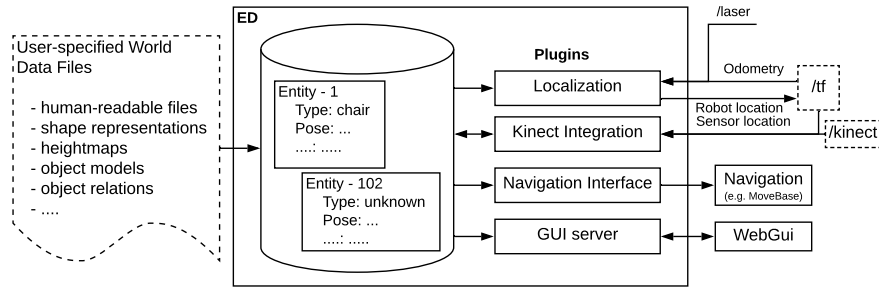 User-specified World
Data Files
- human-readable files
- shape representations
- heightmaps
- object models
- object relations
- ....
ED
Entity - 1
Type: chair
Pose: ...
....: .....
Entity - 102
Type: unknown
Pose: ...
....: .....
Plugins
Localization
Kinect Integration
Navigation Interface
GUI server
/laser
Odometry
/tf
Robot location
Sensor location
/kinect
Navigation
(e.g. MoveBase)
WebGui